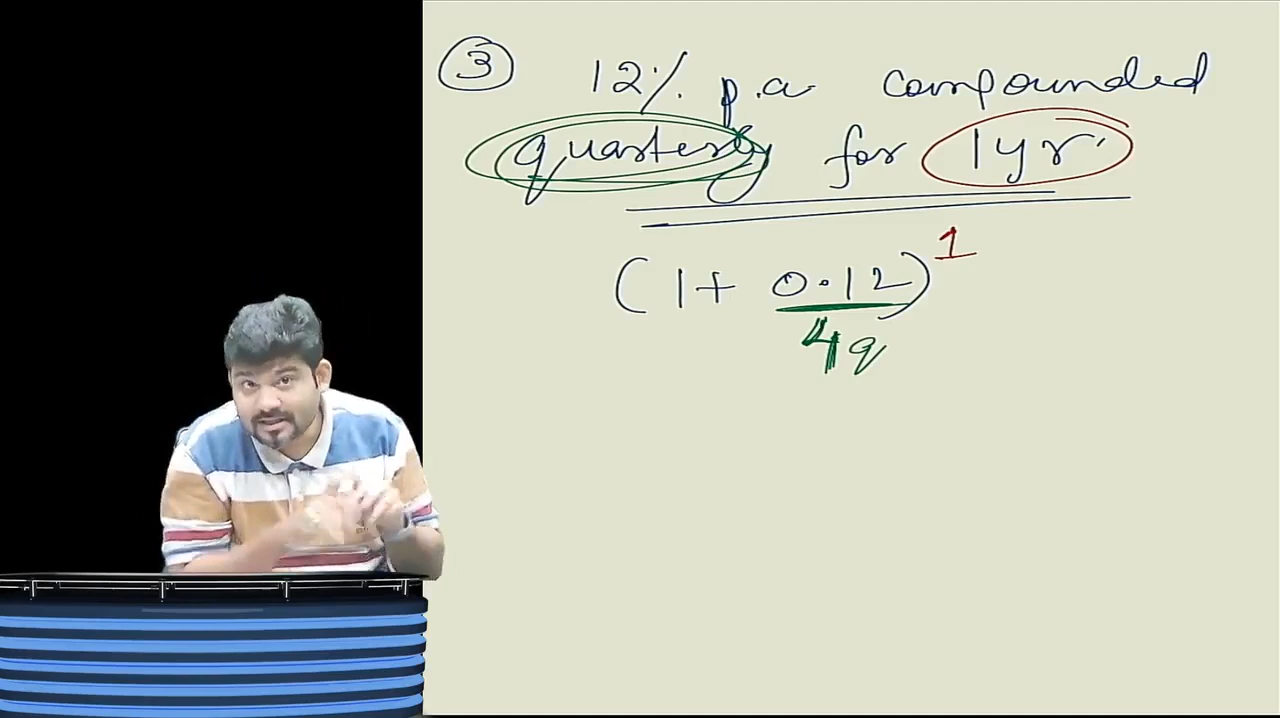 ③ 12% p.a compounded
quarterly for 1yr.
(1 + 0.12)^1
4q